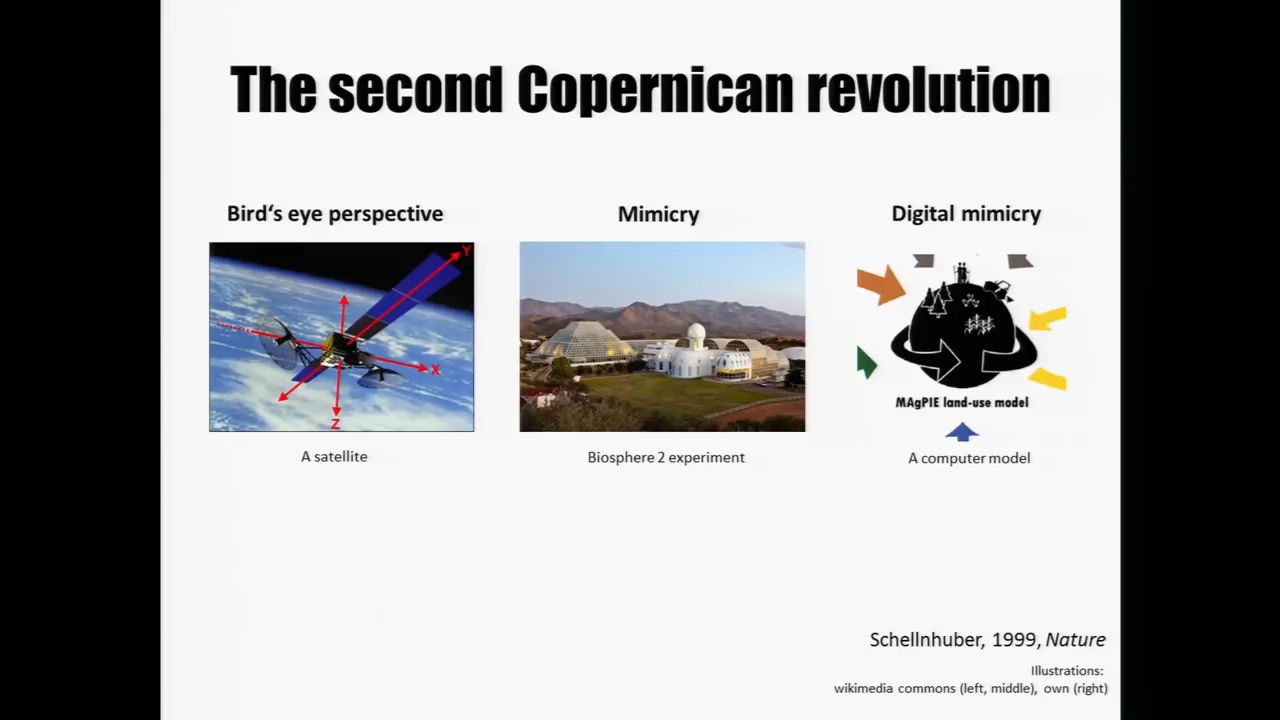 The second Copernican revolution
Bird‘s eye perspective
Mimicry
Digital mimicry
Y
X
Z
MAgPIE land-use model
A satellite
Biosphere 2 experiment
A computer model
Schellnhuber, 1999, Nature
Illustrations:
wikimedia commons (left, middle), own (right)